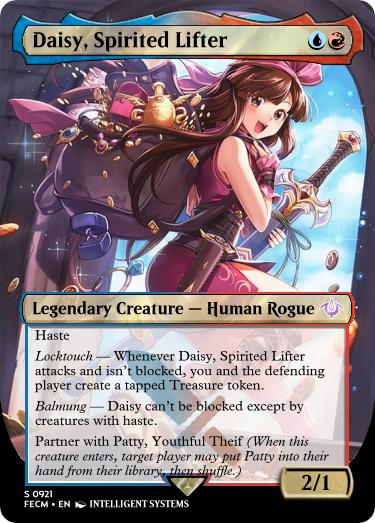 Daisy, Spirited Lifter
Legendary Creature — Human Rogue
Haste
Locktouch — Whenever Daisy, Spirited Lifter
attacks and isn't blocked, you and the defending
player create a tapped Treasure token.
Balmung — Daisy can't be blocked except by
creatures with haste.
Partner with Patty, Youthful Theif (When this
creature enters, target player may put Patty into their
hand from their library, then shuffle.)
2/1
S 0921
FECM • EN INTELLIGENT SYSTEMS